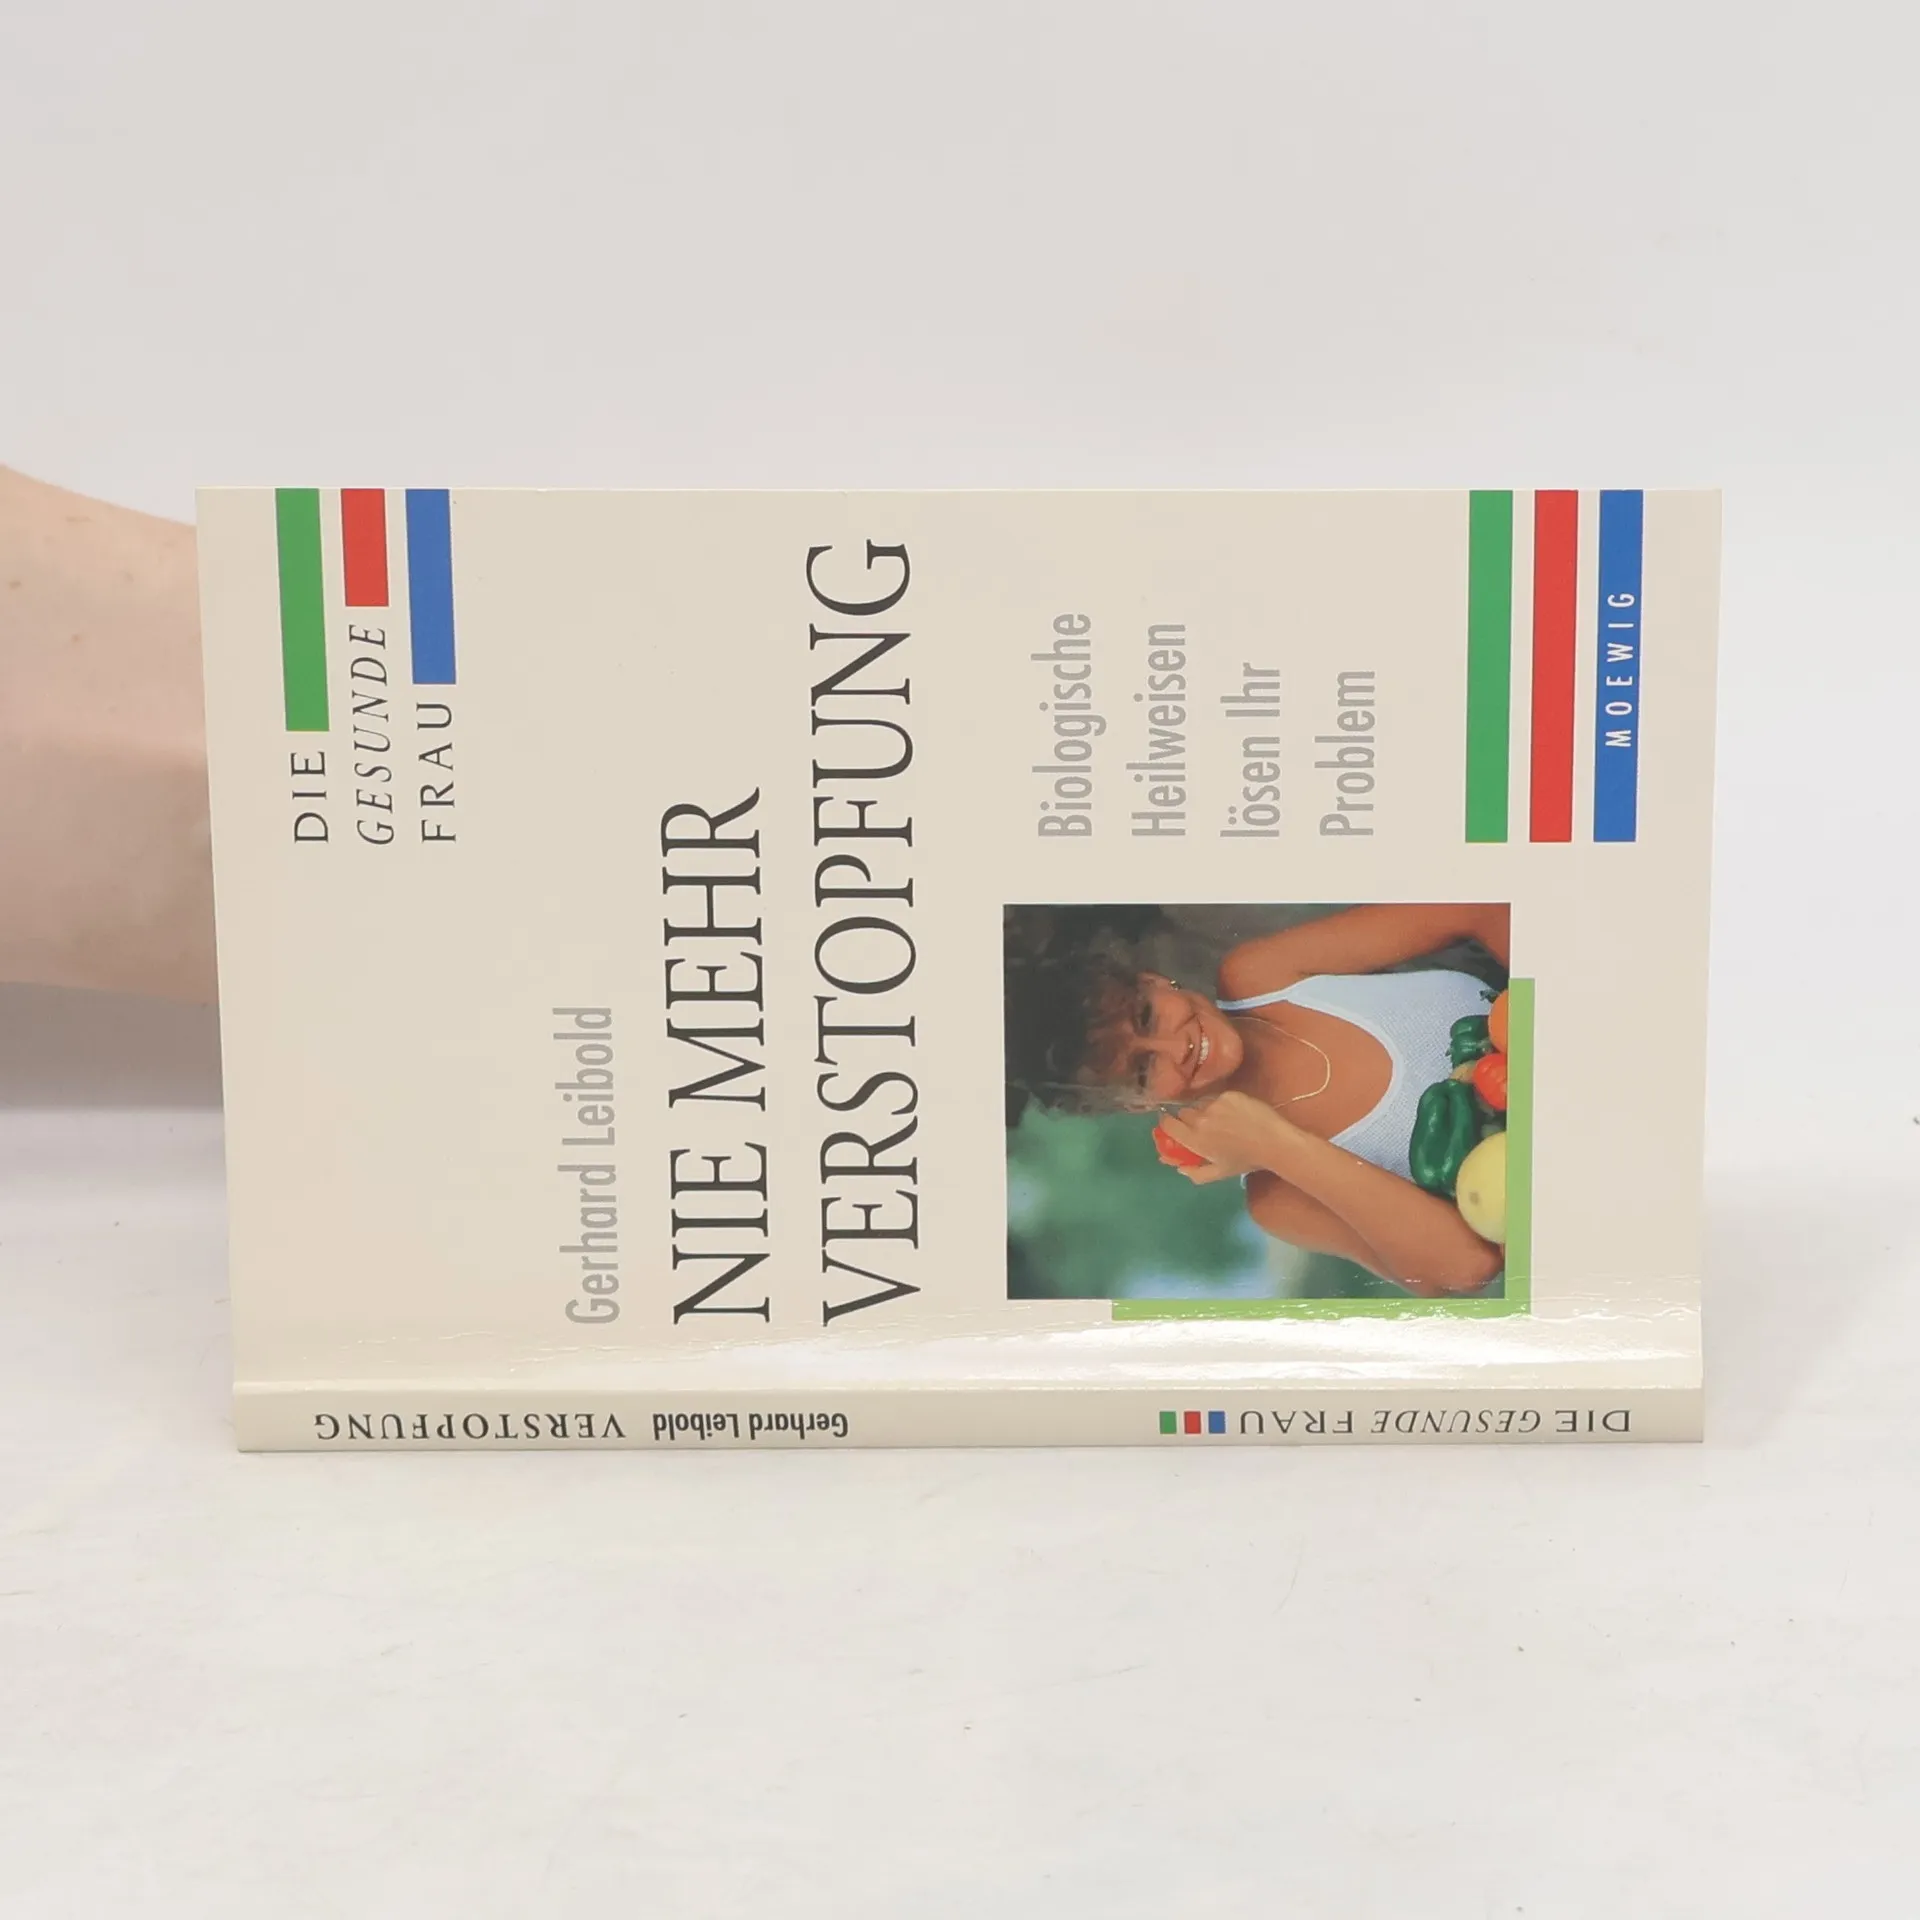 DIE
GESUNDE
FRAU
Gerhard Leibold
NIE MEHR
VERSTOPFUNG
Biologische
Heilweisen
lösen Ihr
Problem
MOEWIG
DIE GESUNDE FRAU Gerhard Leibold VERSTOPFUNG